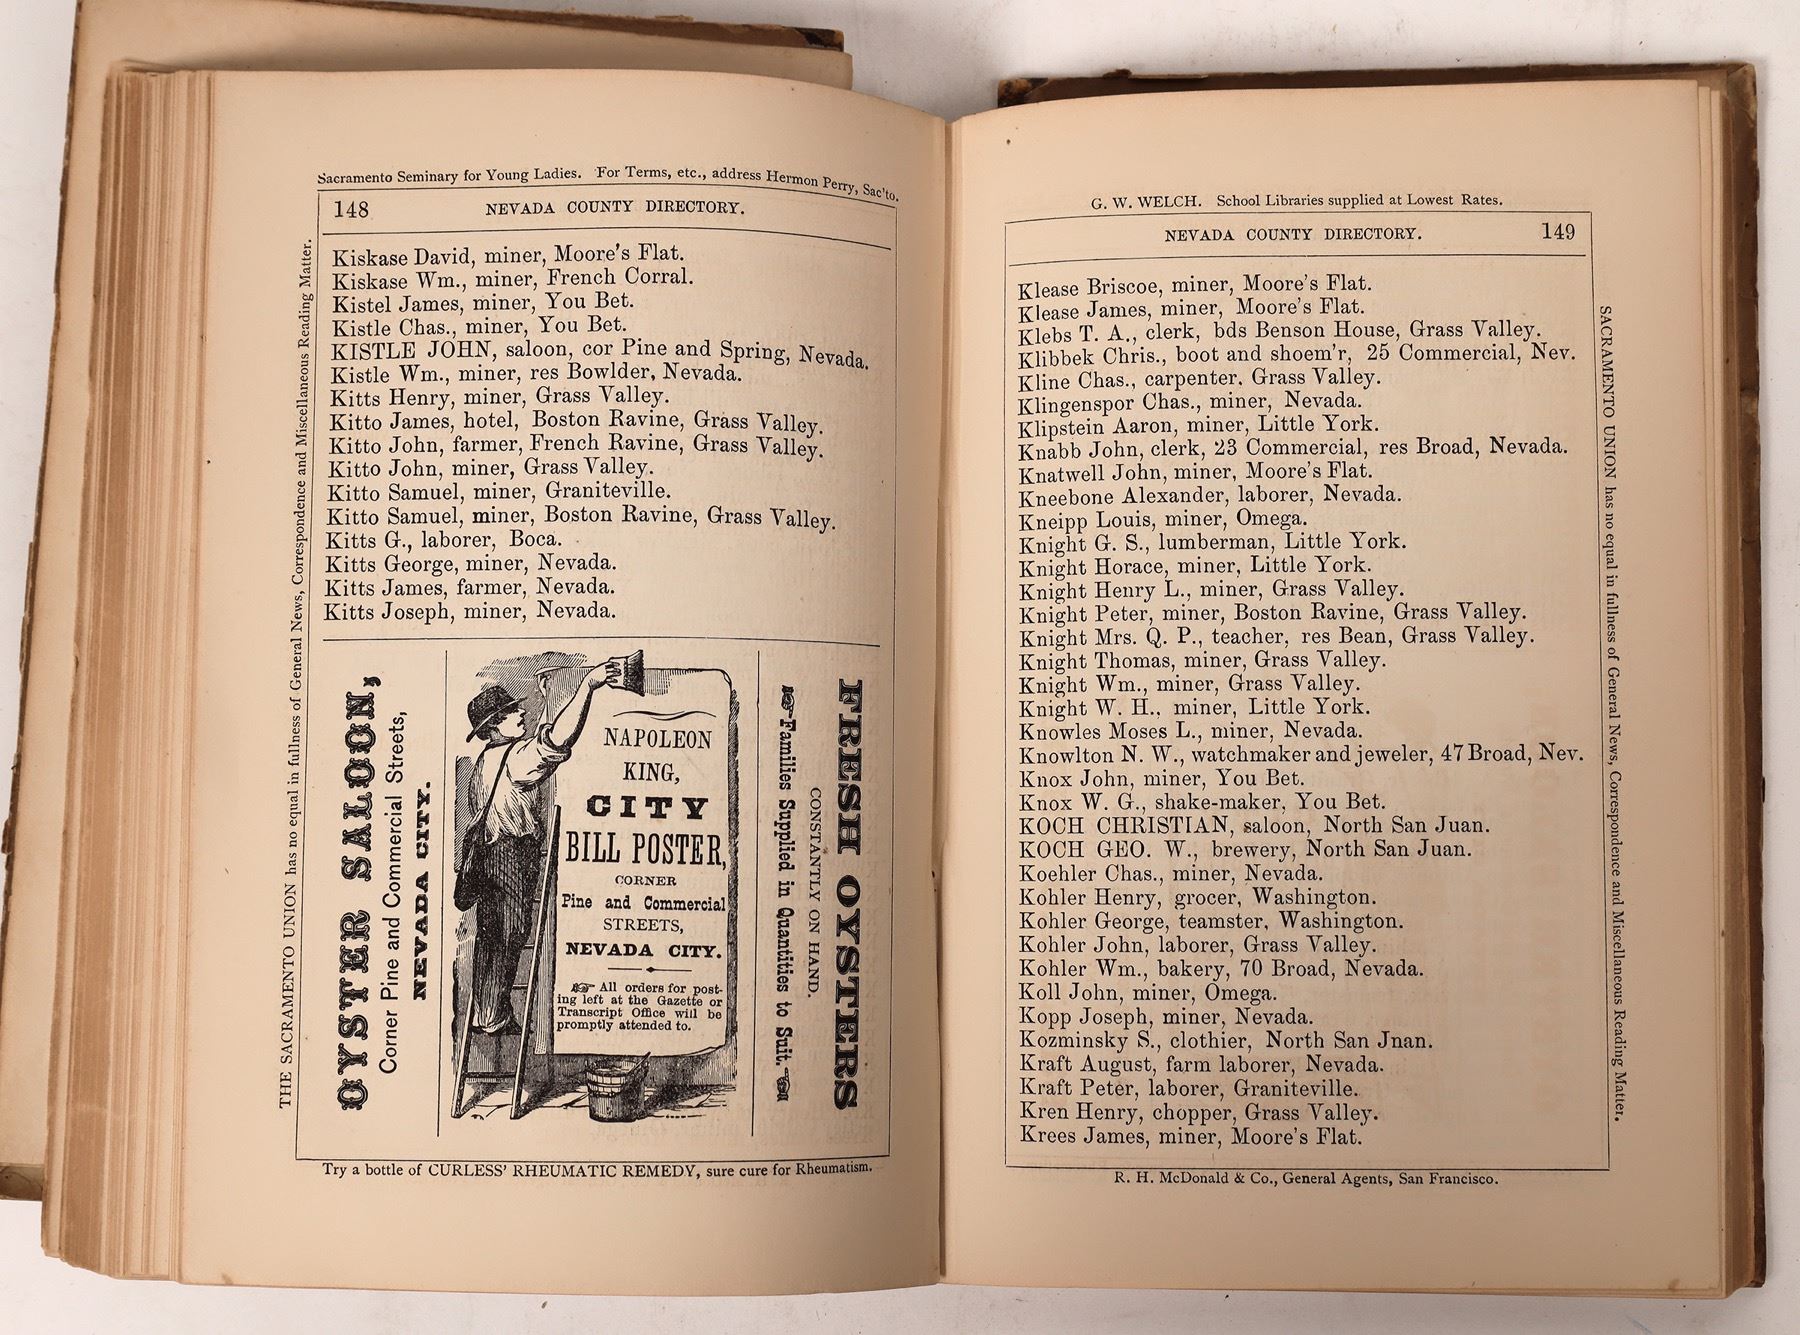 Sacramento Seminary for Young Ladies. For Terms, etc., address Hermon Perry, Sac'to.
148 NEVADA COUNTY DIRECTORY.
THE SACRAMENTO UNION has no equal in fullness of General News, Correspondence and Miscellaneous Reading Matter.
Kiskase David, miner, Moore's Flat.
Kiskase Wm., miner, French Corral.
Kistel James, miner, You Bet.
Kistle Chas., miner, You Bet.
KISTLE JOHN, saloon, cor Pine and Spring, Nevada.
Kistle Wm., miner, res Bowlder, Nevada.
Kitts Henry, miner, Grass Valley.
Kitto James, hotel, Boston Ravine, Grass Valley.
Kitto John, farmer, French Ravine, Grass Valley.
Kitto John, miner, Grass Valley.
Kitto Samuel, miner, Graniteville.
Kitto Samuel, miner, Boston Ravine, Grass Valley.
Kitts G., laborer, Boca.
Kitts George, miner, Nevada.
Kitts James, farmer, Nevada.
Kitts Joseph, miner, Nevada.
OYSTER SALOON,
Corner Pine and Commercial Streets,
NEVADA CITY.
NAPOLEON
KING,
CITY
BILL POSTER,
CORNER
Pine and Commercial
STREETS,
NEVADA CITY.
All orders for post-
ing left at the Gazette or
Transcript Office will be
promptly attended to.
FRESH OYSTERS
CONSTANTLY ON HAND.
Families Supplied in Quantities to Suit.
Try a bottle of CURLESS' RHEUMATIC REMEDY, sure cure for Rheumatism.
G. W. WELCH. School Libraries supplied at Lowest Rates.
NEVADA COUNTY DIRECTORY. 149
Klease Briscoe, miner, Moore's Flat.
Klease James, miner, Moore's Flat.
Klebs T. A., clerk, bds Benson House, Grass Valley.
Klibbek Chris., boot and shoem'r, 25 Commercial, Nev.
Kline Chas., carpenter. Grass Valley.
Klingenspor Chas., miner, Nevada.
Klipstein Aaron, miner, Little York.
Knabb John, clerk, 23 Commercial, res Broad, Nevada.
Knatwell John, miner, Moore's Flat.
Kneebone Alexander, laborer, Nevada.
Kneipp Louis, miner, Omega.
Knight G. S., lumberman, Little York.
Knight Horace, miner, Little York.
Knight Henry L., miner, Grass Valley.
Knight Peter, miner, Boston Ravine, Grass Valley.
Knight Mrs. Q. P., teacher, res Bean, Grass Valley.
Knight Thomas, miner, Grass Valley.
Knight Wm., miner, Grass Valley.
Knight W. H., miner, Little York.
Knowles Moses L., miner, Nevada.
Knowlton N. W., watchmaker and jeweler, 47 Broad, Nev.
Knox John, miner, You Bet.
Knox W. G., shake-maker, You Bet.
KOCH CHRISTIAN, saloon, North San Juan.
KOCH GEO. W., brewery, North San Juan.
Koehler Chas., miner, Nevada.
Kohler Henry, grocer, Washington.
Kohler George, teamster, Washington.
Kohler John, laborer, Grass Valley.
Kohler Wm., bakery, 70 Broad, Nevada.
Koll John, miner, Omega.
Kopp Joseph, miner, Nevada.
Kozminsky S., clothier, North San Jnan.
Kraft August, farm laborer, Nevada.
Kraft Peter, laborer, Graniteville.
Kren Henry, chopper, Grass Valley.
Krees James, miner, Moore's Flat.
SACRAMENTO UNION has no equal in fullness of General News, Correspondence and Miscellaneous Reading Matter.
R. H. McDonald & Co., General Agents, San Francisco.